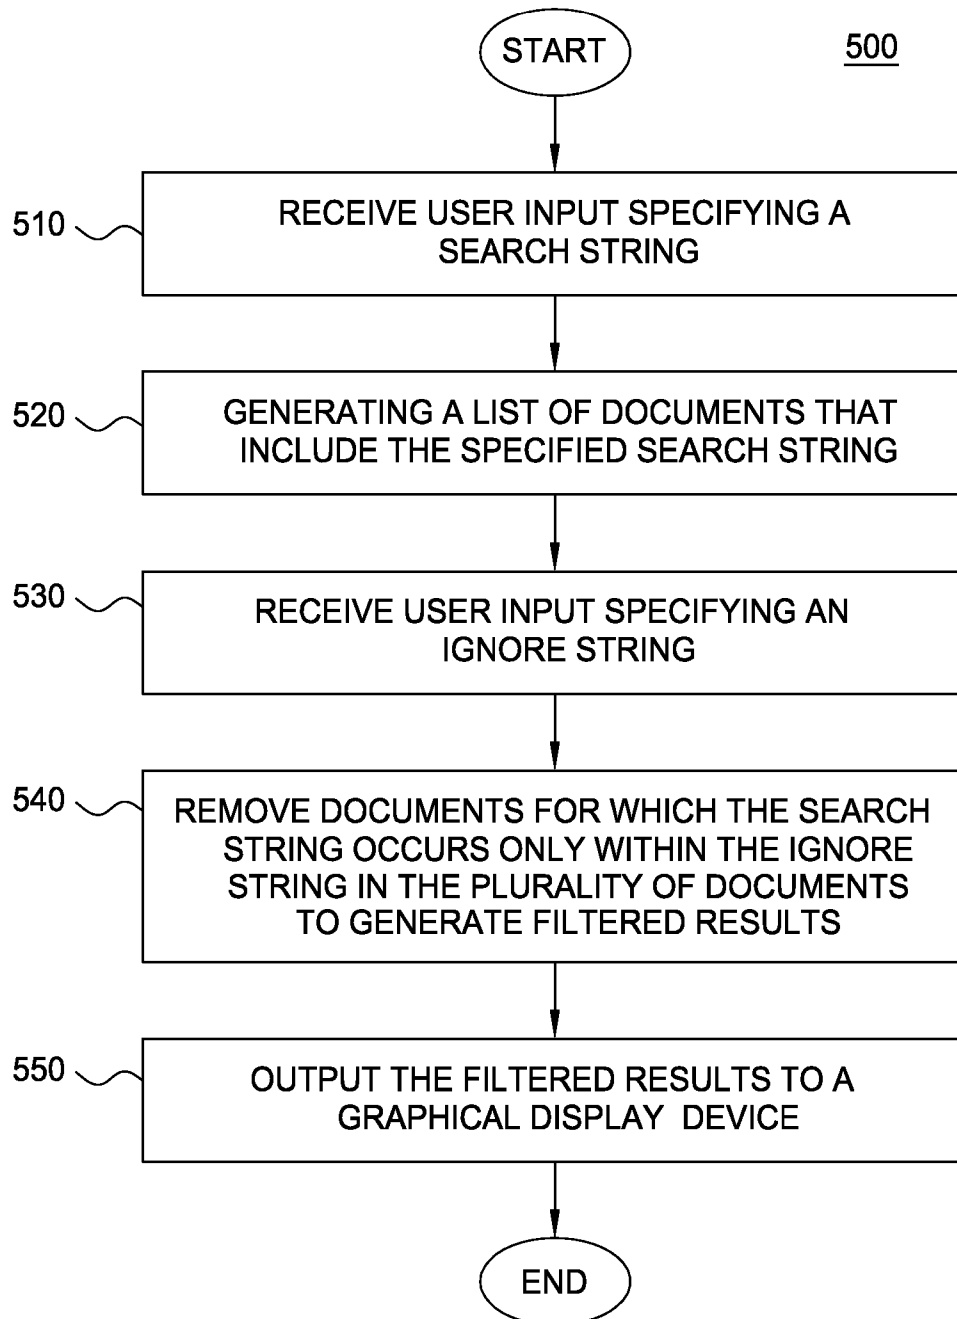 START
500
510
RECEIVE USER INPUT SPECIFYING A
SEARCH STRING
520
GENERATING A LIST OF DOCUMENTS THAT
INCLUDE THE SPECIFIED SEARCH STRING
530
RECEIVE USER INPUT SPECIFYING AN
IGNORE STRING
540
REMOVE DOCUMENTS FOR WHICH THE SEARCH
STRING OCCURS ONLY WITHIN THE IGNORE
STRING IN THE PLURALITY OF DOCUMENTS
TO GENERATE FILTERED RESULTS
550
OUTPUT THE FILTERED RESULTS TO A
GRAPHICAL DISPLAY DEVICE
END